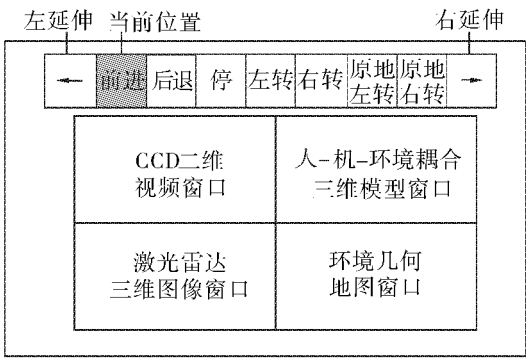 左延伸 当前位置 右延伸
← 前进 后退 停 左转 右转 原地左转 原地右转 →
CCD二维
视频窗口
人-机-环境耦合
三维模型窗口
激光雷达
三维图像窗口
环境几何
地图窗口